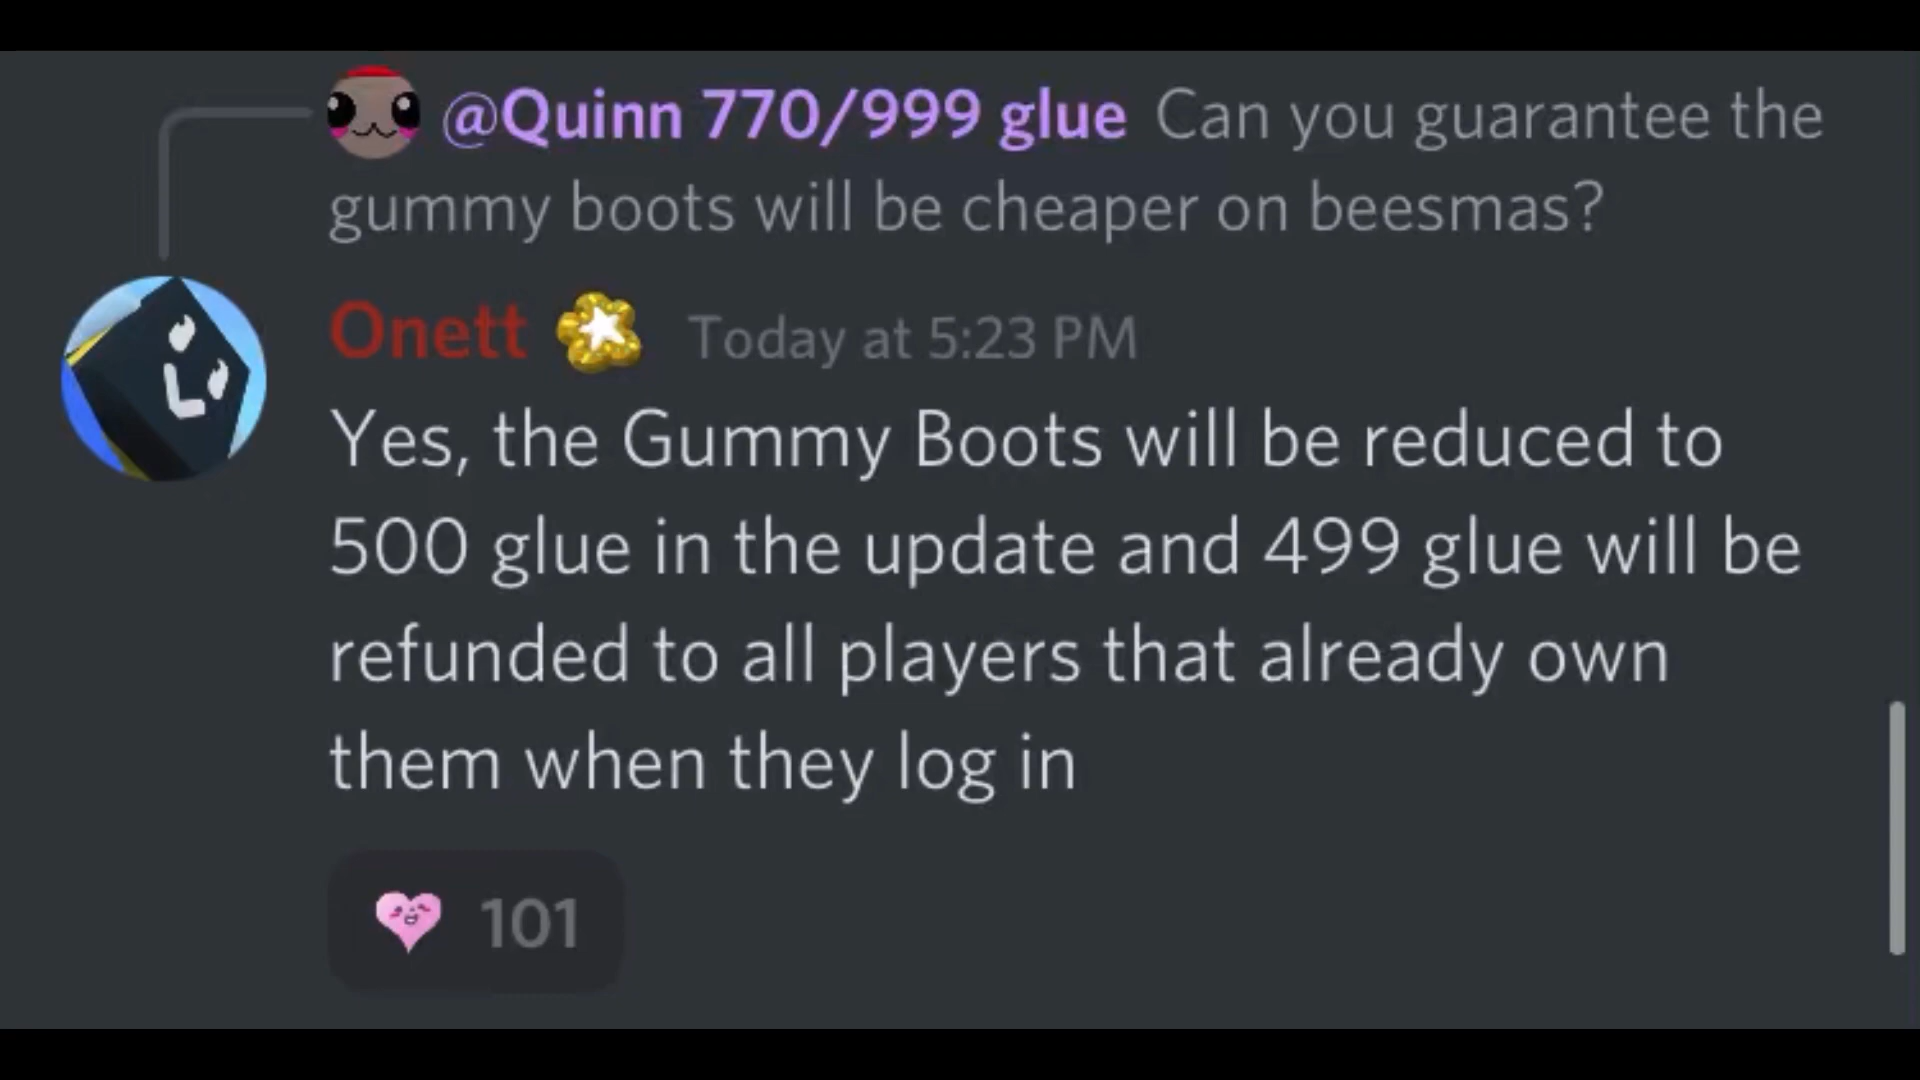 @Quinn 770/999 glue Can you guarantee the
gummy boots will be cheaper on beesmas?
Onett Today at 5:23 PM
Yes, the Gummy Boots will be reduced to
500 glue in the update and 499 glue will be
refunded to all players that already own
them when they log in
101